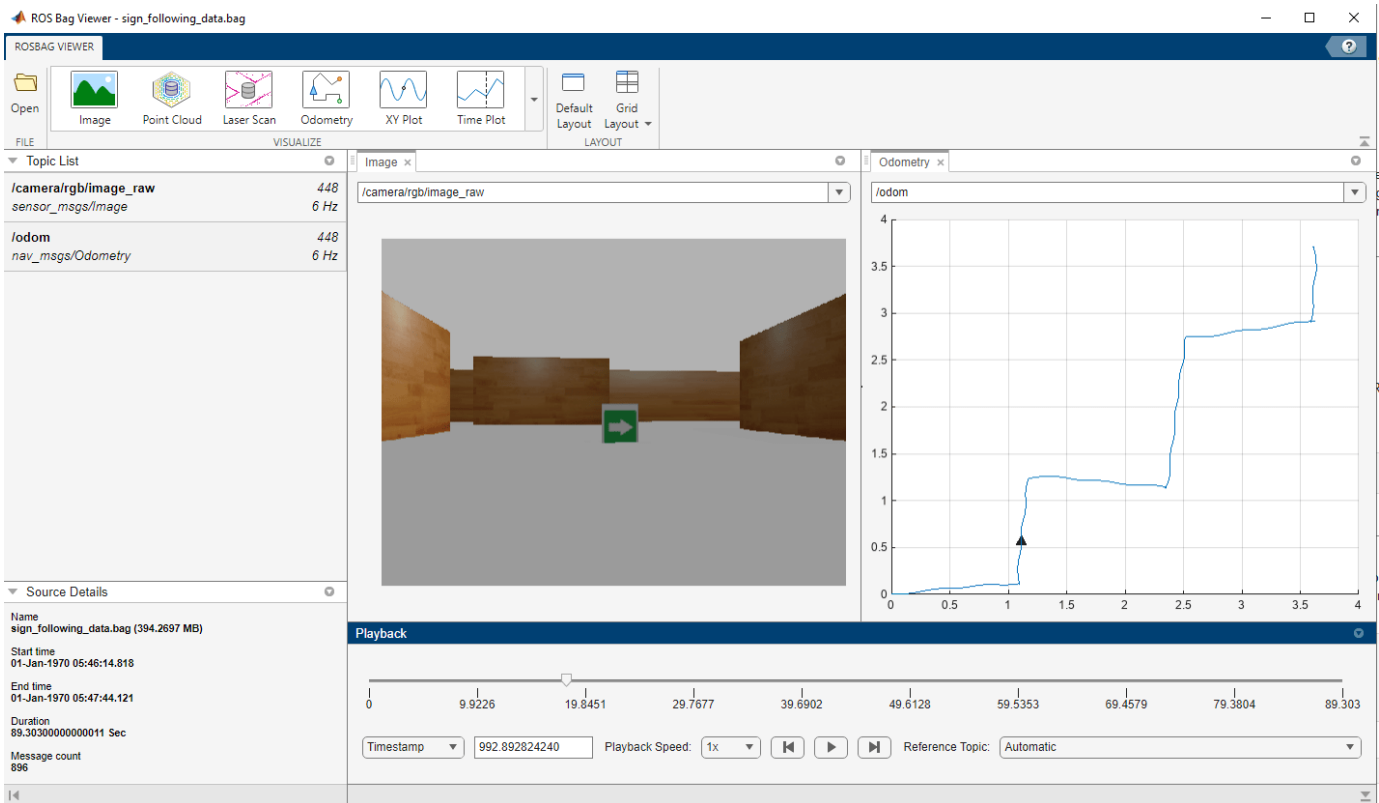 ROS Bag Viewer - sign_following_data.bag
ROSBAG VIEWER
?
Open
Image
Point Cloud
Laser Scan
Odometry
XY Plot
Time Plot
Default Layout
Grid Layout
FILE
VISUALIZE
LAYOUT
Topic List
/camera/rgb/image_raw 448
sensor_msgs/Image 6 Hz
/odom 448
nav_msgs/Odometry 6 Hz
Source Details
Name
sign_following_data.bag (394.2697 MB)
Start time
01-Jan-1970 05:46:14.818
End time
01-Jan-1970 05:47:44.121
Duration
89.30300000000011 Sec
Message count
896
Image ×
/camera/rgb/image_raw
Odometry ×
/odom
4
3.5
3
2.5
2
1.5
1
0.5
0
0 0.5 1 1.5 2 2.5 3 3.5 4
Playback
0 9.9226 19.8451 29.7677 39.6902 49.6128 59.5353 69.4579 79.3804 89.303
Timestamp 992.892824240 Playback Speed: 1x Reference Topic: Automatic